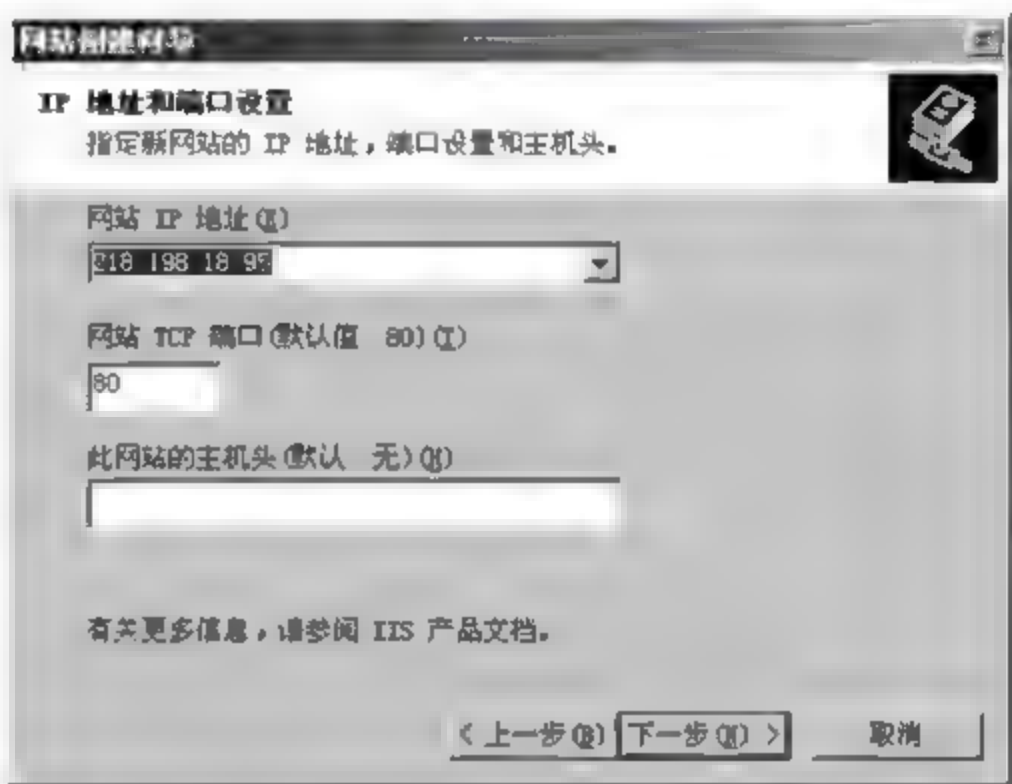 网站创建向导
IP 地址和端口设置
指定新网站的 IP 地址，端口设置和主机头。
网站 IP 地址(E)
218 198 18 95
网站 TCP 端口(默认值 80)(T)
80
此网站的主机头(默认 无)(H)
有关更多信息，请参阅 IIS 产品文档。
< 上一步(B)
下一步(N) >
取消